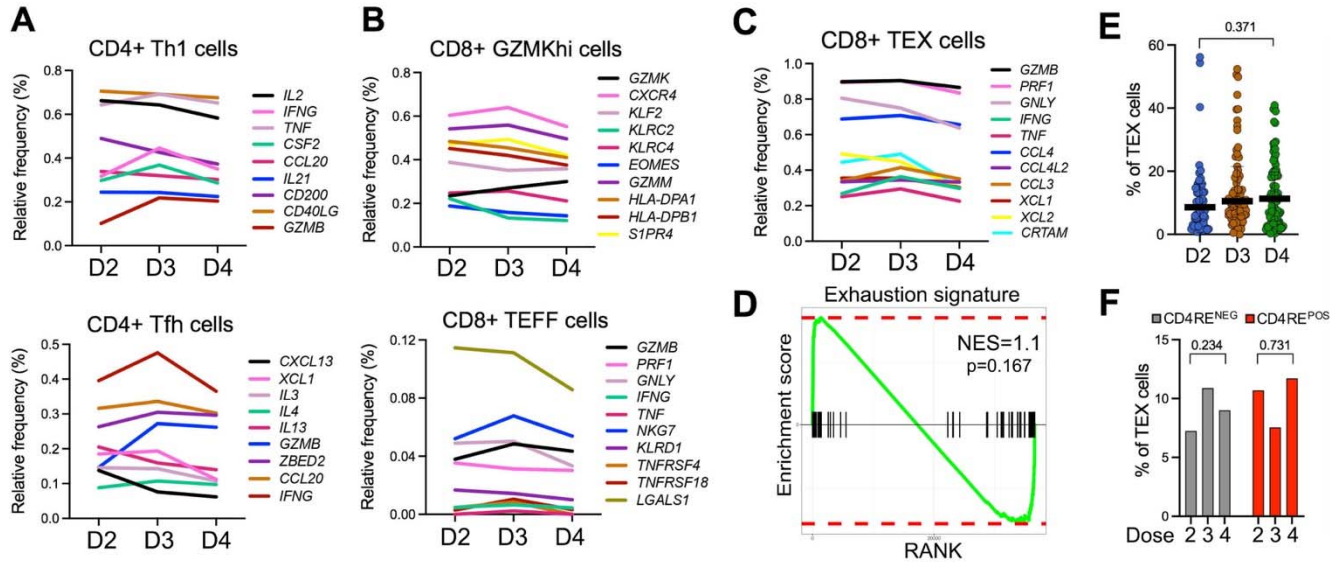 A
CD4+ Th1 cells
Relative frequency (%)
0.8
0.6
0.4
0.2
0.0
D2 D3 D4
IL2
IFNG
TNF
CSF2
CCL20
IL21
CD200
CD40LG
GZMB
CD4+ Tfh cells
Relative frequency (%)
0.5
0.4
0.3
0.2
0.1
0.0
D2 D3 D4
CXCL13
XCL1
IL3
IL4
IL13
GZMB
ZBED2
CCL20
IFNG
B
CD8+ GZMKhi cells
Relative frequency (%)
0.8
0.6
0.4
0.2
0.0
D2 D3 D4
GZMK
CXCR4
KLF2
KLRC2
KLRC4
EOMES
GZMM
HLA-DPA1
HLA-DPB1
S1PR4
CD8+ TEFF cells
Relative frequency (%)
0.12
0.08
0.04
0.00
D2 D3 D4
GZMB
PRF1
GNLY
IFNG
TNF
NKG7
KLRD1
TNFRSF4
TNFRSF18
LGALS1
C
CD8+ TEX cells
Relative frequency (%)
1.0
0.8
0.6
0.4
0.2
0.0
D2 D3 D4
GZMB
PRF1
GNLY
IFNG
TNF
CCL4
CCL4L2
CCL3
XCL1
XCL2
CRTAM
D
Exhaustion signature
NES=1.1
p=0.167
Enrichment score
0
20000
RANK
E
0.371
% of TEX cells
60
40
20
0
D2 D3 D4
F
CD4RENEG CD4REPOS
0.234 0.731
% of TEX cells
15
10
5
0
Dose 2 3 4 2 3 4